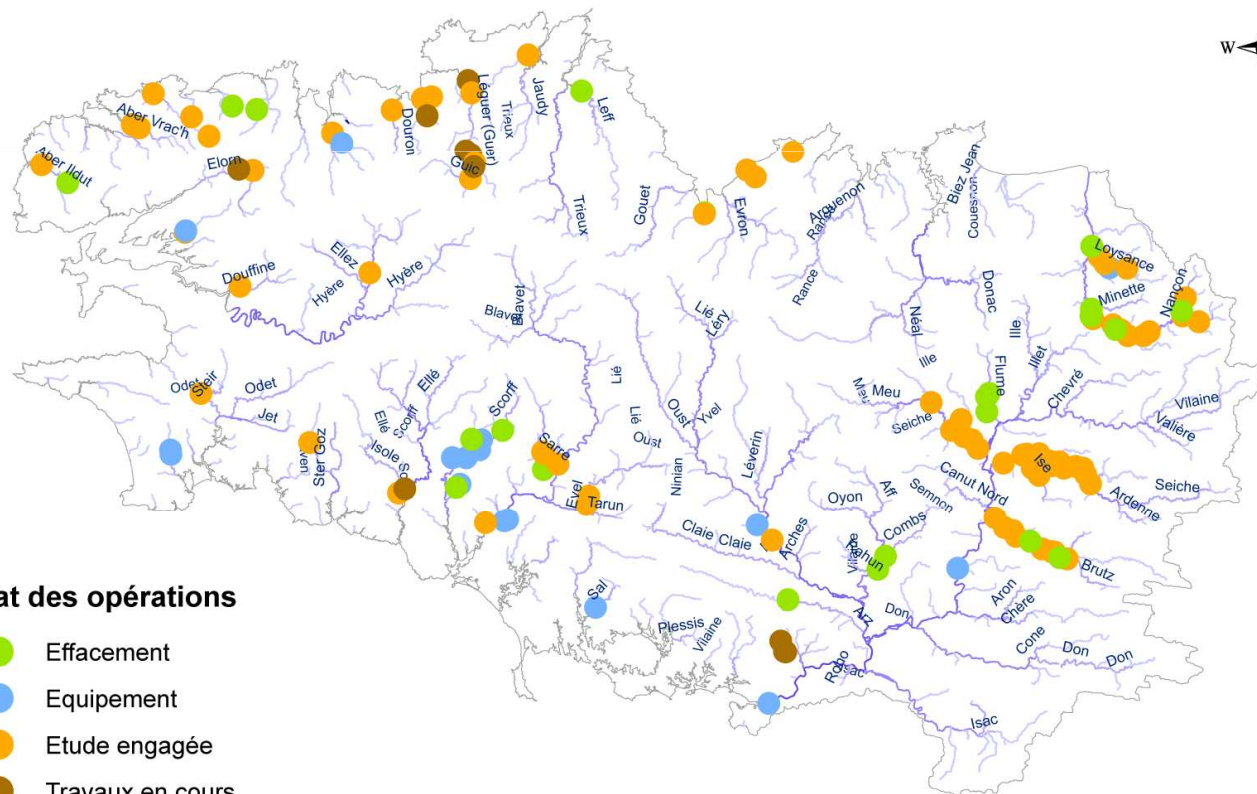 W
Léguer (Guer)
Trieux
Jaudy
Leff
Aber Vrac'h
Douron
Elorn
Guic
Aber Ildut
Biez Jean
Couesnon
Trieux
Gouet
Evron
Arguenon
Rance
Loysance
Ellez
Hyère
Douffine
Hyère
Rance
Donac
Minette
Nançon
Blavet
Blavet
Lié
Léry
Néal
Ille
Ille
Illet
Flume
Chevré
Odet
Steir
Odet
Ellé
Scorff
Lié
Meu
Meu
Vilaine
Valière
Jet
Elle
Scorff
Isole
Ster Goz
Lié
Oust
Oust
Yvel
Seiche
Sarre
Ninian
Léverin
Canut Nord
Ise
Seiche
Ardenne
Evel
Tarun
Oyon
Aff
Semnon
Combs
Claie
Claie
Arches
Vilaine
Brutz
Sal
Arz
Don
Aron
Chère
Plessis
Vilaine
Cone
Don
Don
Robo
Isac
at des opérations
Effacement
Equipement
Etude engagée
Travaux en cours